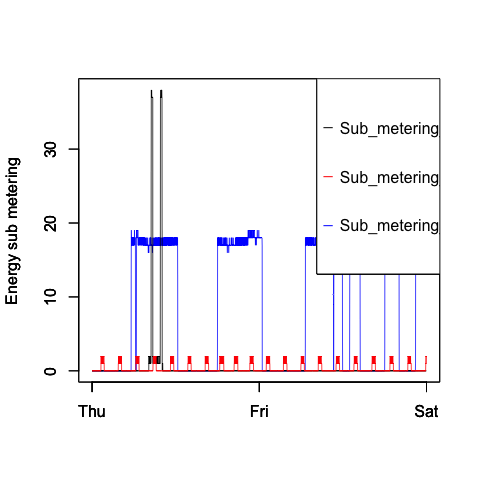 Energy sub metering
30
20
10
0
Sub_metering
Sub_metering
Sub_metering
Thu Fri Sat